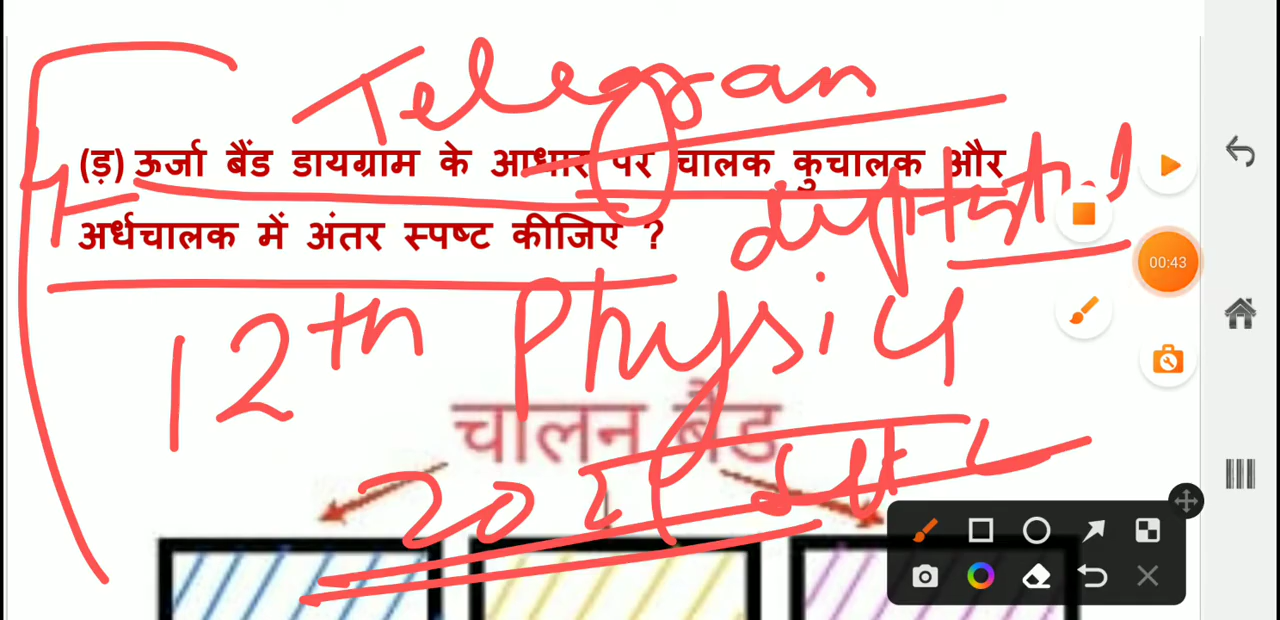 Telegram
(ड़) ऊर्जा बैंड डायग्राम के आधार पर चालक कुचालक और
अर्धचालक में अंतर स्पष्ट कीजिए ?
00:43
12th Physics
चालन बैंड